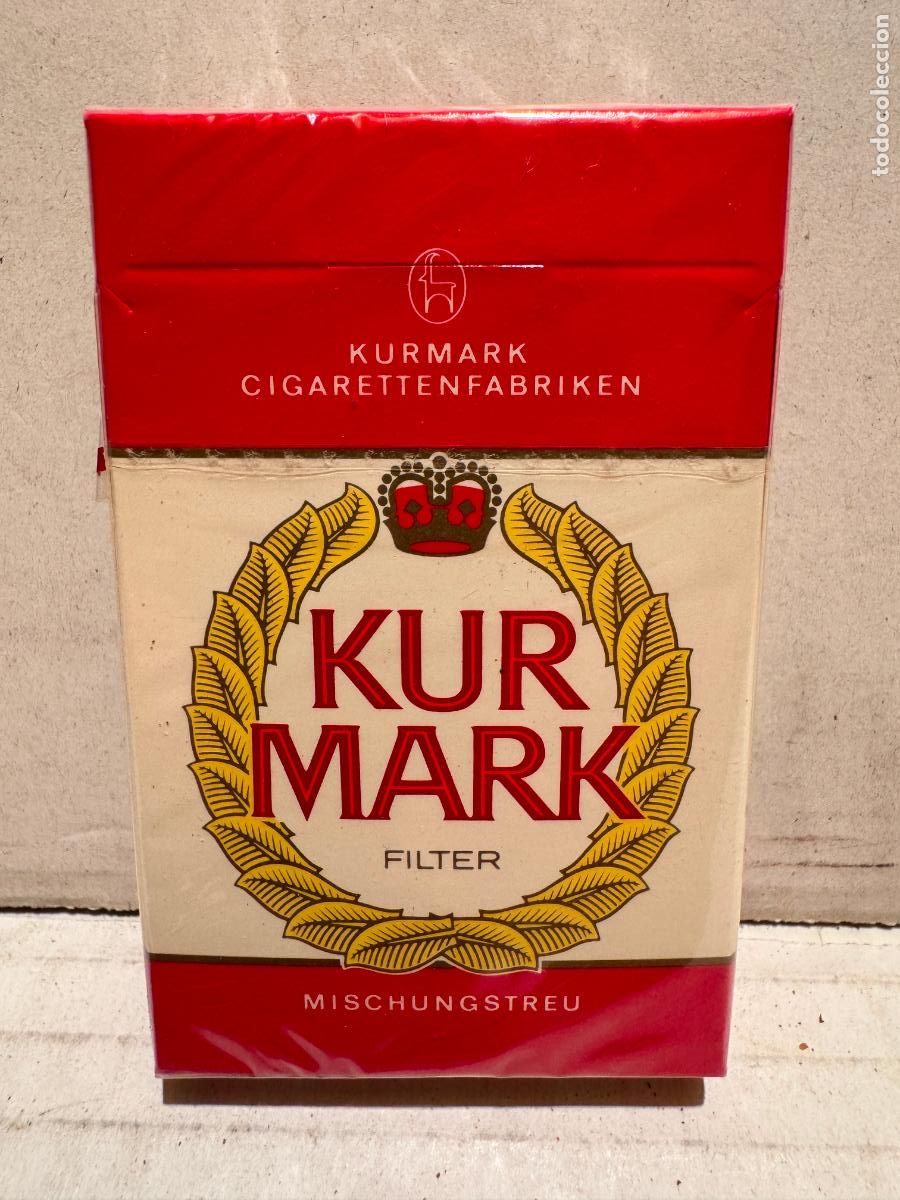 KURMARK
CIGARETTENFABRIKEN
KUR
MARK
FILTER
MISCHUNGSTREU
todocoleccion